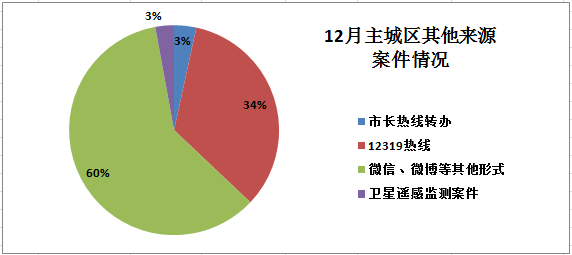 12月主城区其他来源
案件情况
3%
3%
34%
60%
市长热线转办
12319热线
微信、微博等其他形式
卫星遥感监测案件